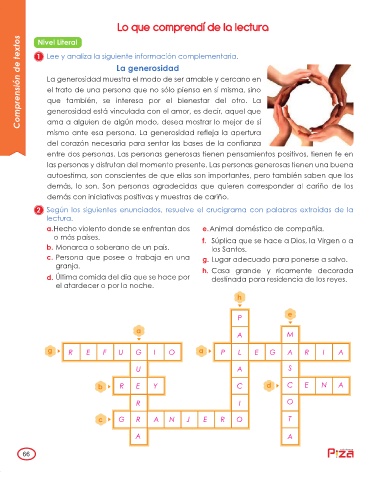 Lo que comprendí de la lectura
Comprensión de textos
Nivel Literal
1 Lee y analiza la siguiente información complementaria.
La generosidad
La generosidad muestra el modo de ser amable y cercano en
el trato de una persona que no sólo piensa en sí misma, sino
que también, se interesa por el bienestar del otro. La
generosidad está vinculada con el amor, es decir, aquel que
ama a alguien de algún modo, desea mostrar lo mejor de sí
mismo ante esa persona. La generosidad refleja la apertura
del corazón necesaria para sentar las bases de la confianza
entre dos personas. Las personas generosas tienen pensamientos positivos, tienen fe en
las personas y disfrutan del momento presente. Las personas generosas tienen una buena
autoestima, son conscientes de que ellas son importantes, pero también saben que los
demás, lo son. Son personas agradecidas que quieren corresponder al cariño de los
demás con iniciativas positivas y muestras de cariño.
2 Según los siguientes enunciados, resuelve el crucigrama con palabras extraídas de la
lectura.
a. Hecho violento donde se enfrentan dos
o más países.
b. Monarca o soberano de un país.
c. Persona que posee o trabaja en una
granja.
d. Última comida del día que se hace por
el atardecer o por la noche.
e. Animal doméstico de compañía.
f. Súplica que se hace a Dios, la Virgen o a
los Santos.
g. Lugar adecuado para ponerse a salvo.
h. Casa grande y ricamente decorada
destinada para residencia de los reyes.
h
P e
a A M
g R E F U G I O d P L E G A R I A
U A S
b R E Y C d C E N A
R I O
c G R A N J E R O T
A A
66
Piza